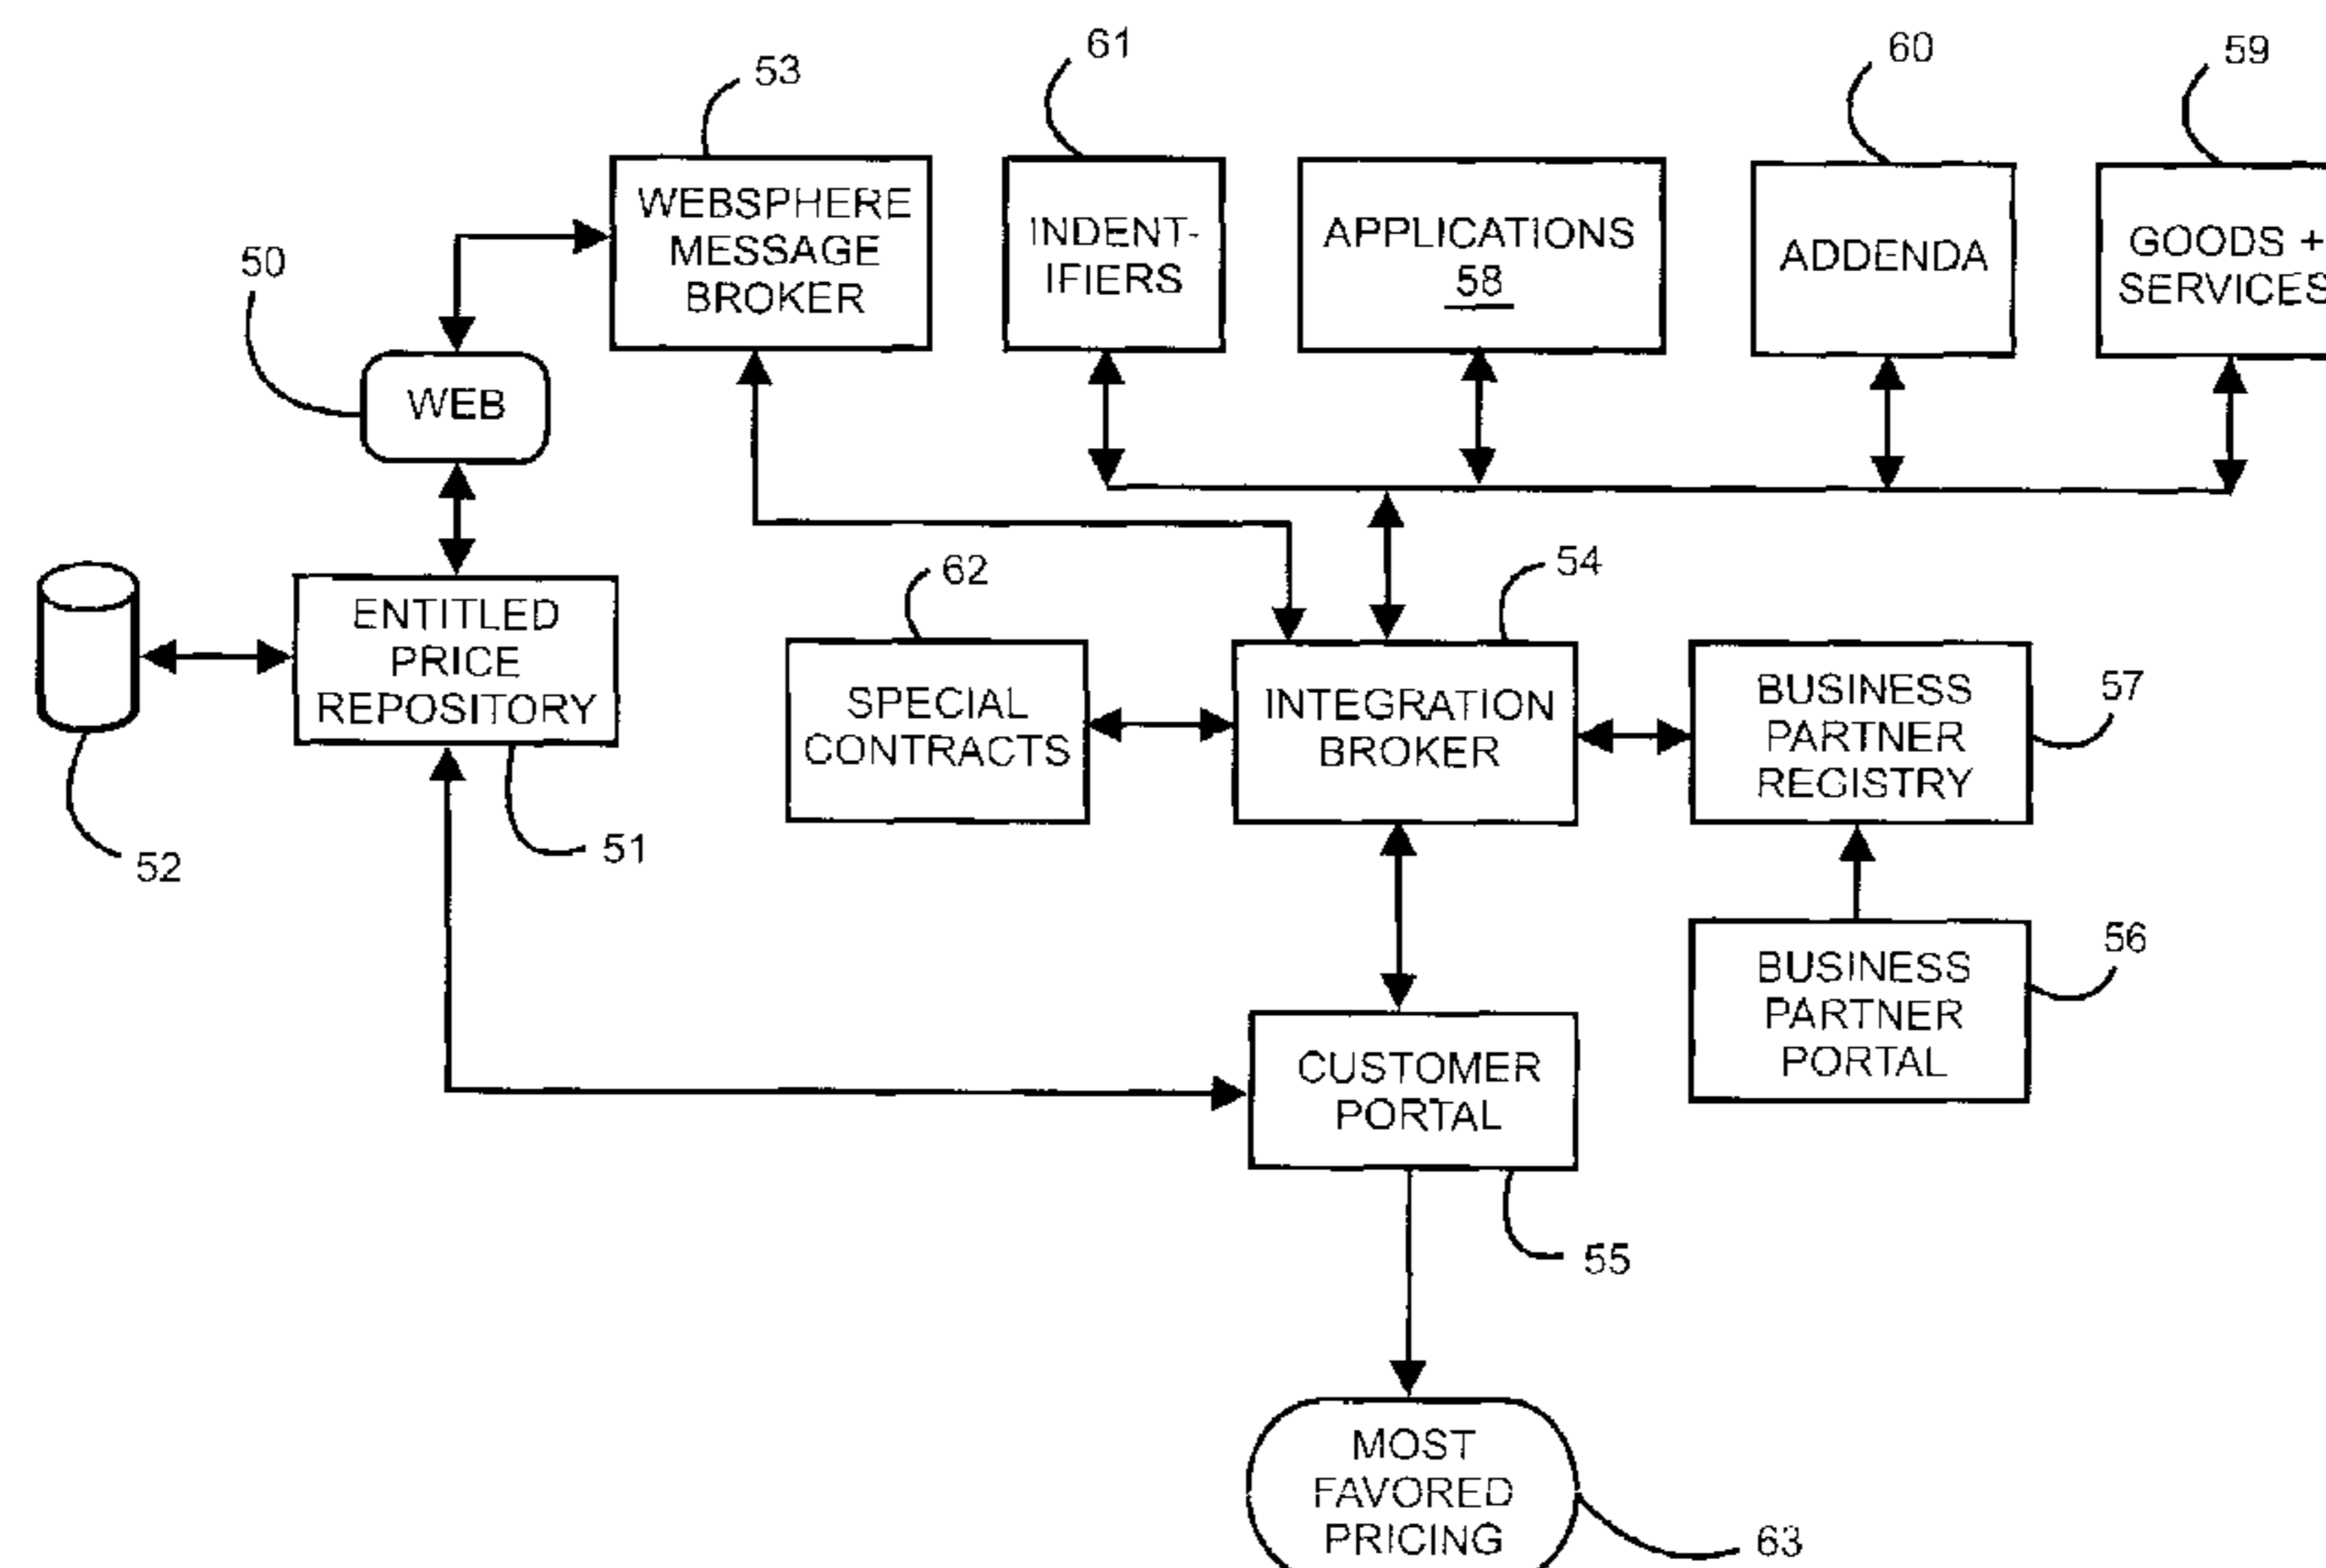 61
60
59
53
WEBSPHERE
MESSAGE
BROKER
INDENT-
IFIERS
APPLICATIONS
58
ADDENDA
GOODS +
SERVICES
50
WEB
62
54
ENTITLED
PRICE
REPOSITORY
SPECIAL
CONTRACTS
INTEGRATION
BROKER
BUSINESS
PARTNER
REGISTRY
57
52
51
BUSINESS
PARTNER
PORTAL
56
CUSTOMER
PORTAL
55
MOST
FAVORED
PRICING
63